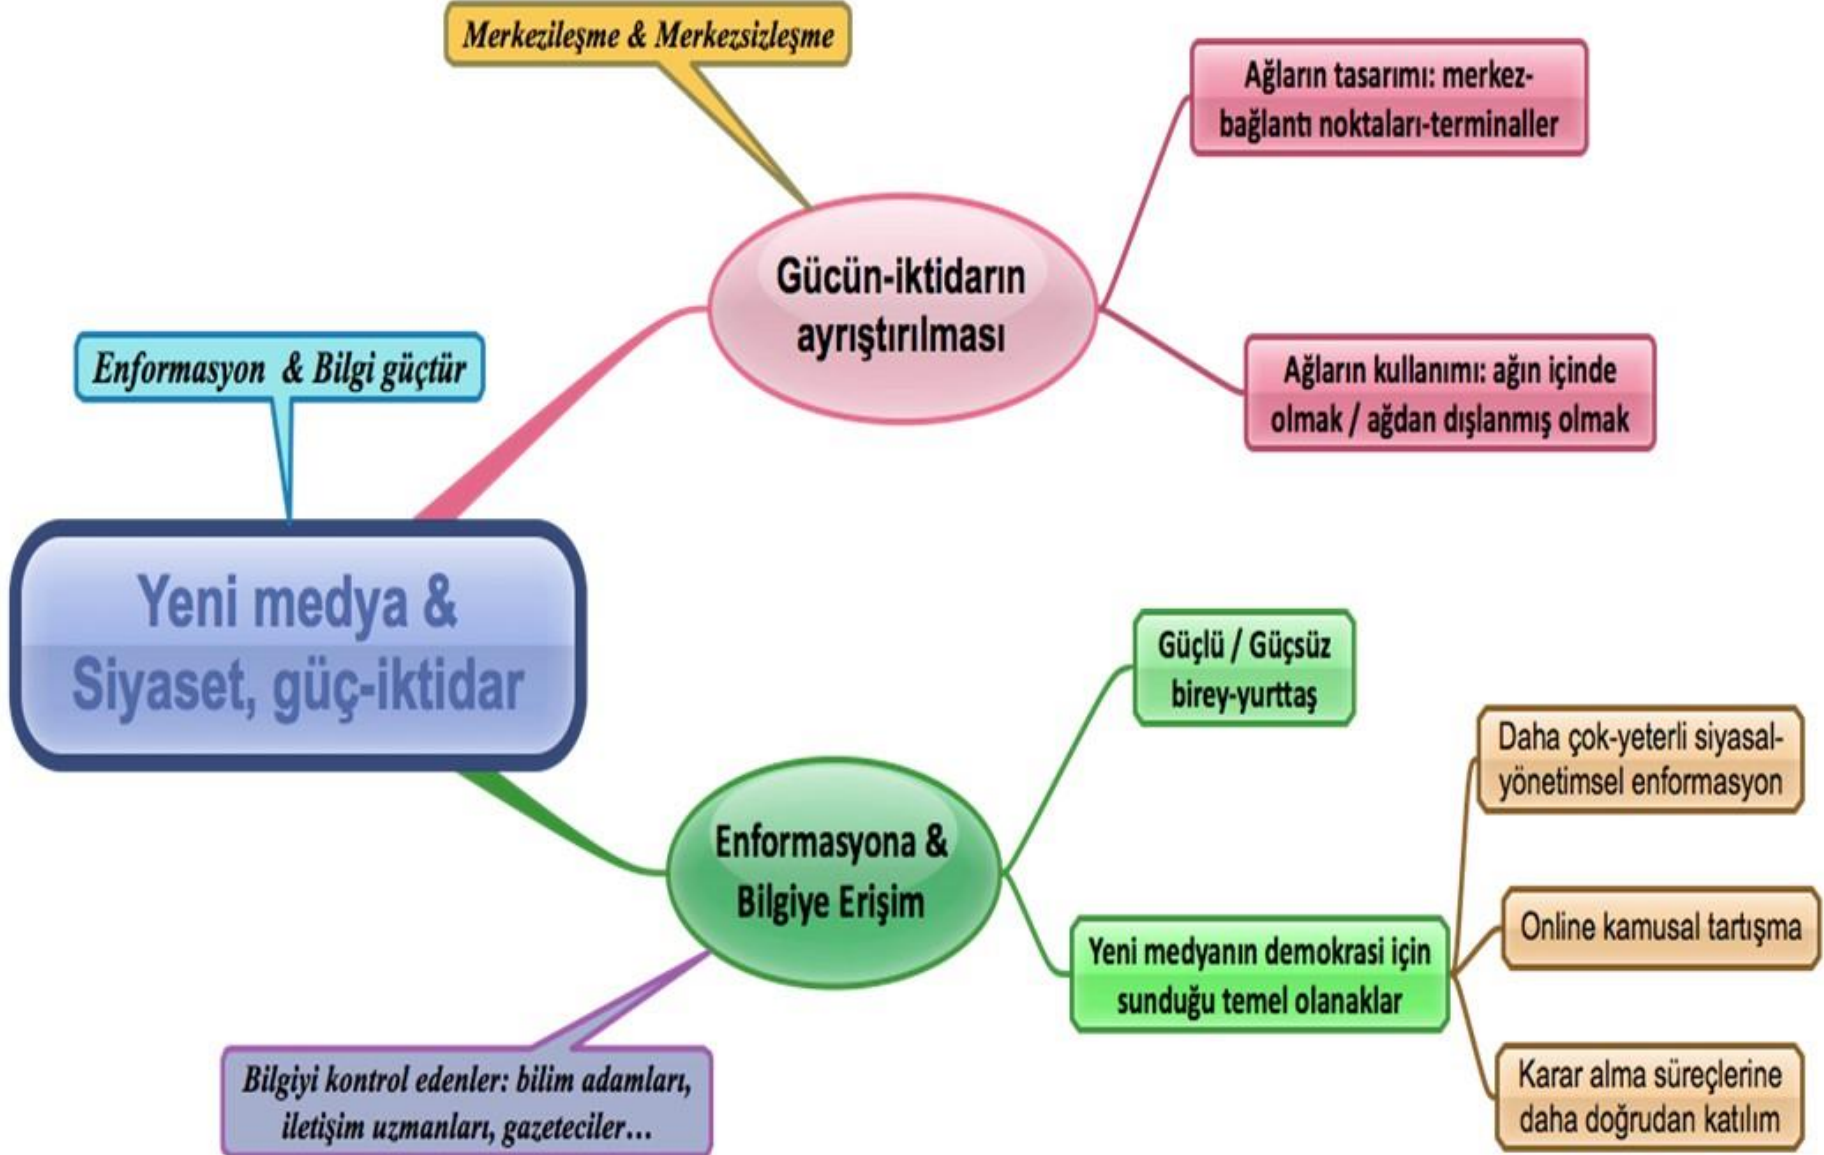 Merkezileşme & Merkezsizleşme
Ağların tasarımı: merkez-
bağlantı noktaları-terminaller
Gücün-iktidarın
ayrıştırılması
Enformasyon & Bilgi güçtür
Ağların kullanımı: ağın içinde
olmak / ağdan dışlanmış olmak
Yeni medya &
Siyaset, güç-iktidar
Güçlü / Güçsüz
birey-yurttaş
Daha çok-yeterli siyasal-
yönetimsel enformasyon
Enformasyona &
Bilgiye Erişim
Online kamusal tartışma
Yeni medyanın demokrasi için
sunduğu temel olanaklar
Karar alma süreçlerine
daha doğrudan katılım
Bilgiyi kontrol edenler: bilim adamları,
iletişim uzmanları, gazeteciler…